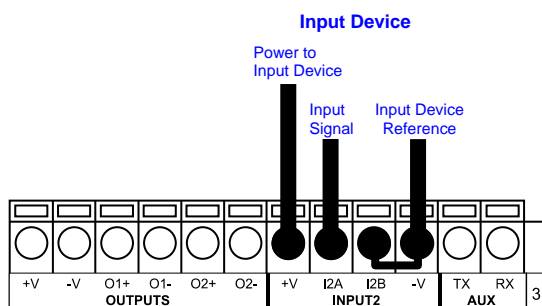 Input Device
Power to
Input Device
Input
Signal
Input Device
Reference
+V -V O1+ O1- O2+ O2- +V I2A I2B -V TX RX
OUTPUTS INPUT2 AUX 3